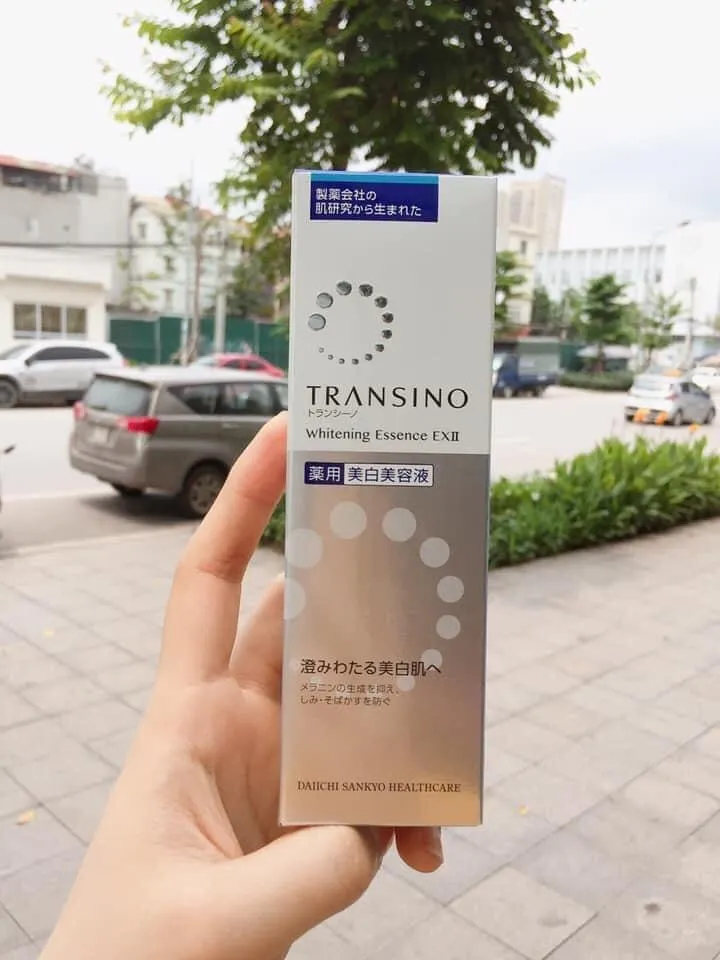 製薬会社の
肌研究から生まれた
TRANSINO
トランシーノ
Whitening Essence EXⅡ
薬用 美白美容液
澄みわたる美白肌へ
メラニンの生成を抑え、
しみ・そばかすを防ぐ
DAIICHI SANKYO HEALTHCARE